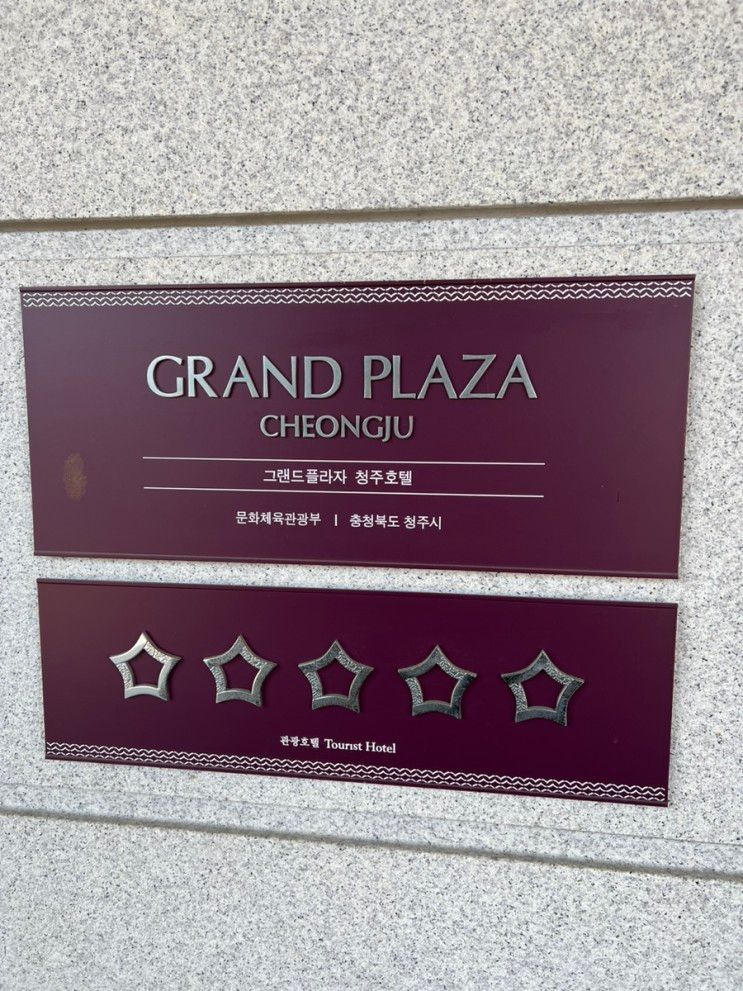 GRAND PLAZA
CHEONGJU
그랜드플라자 청주호텔
문화체육관광부 | 충청북도 청주시
관광호텔 Tourist Hotel